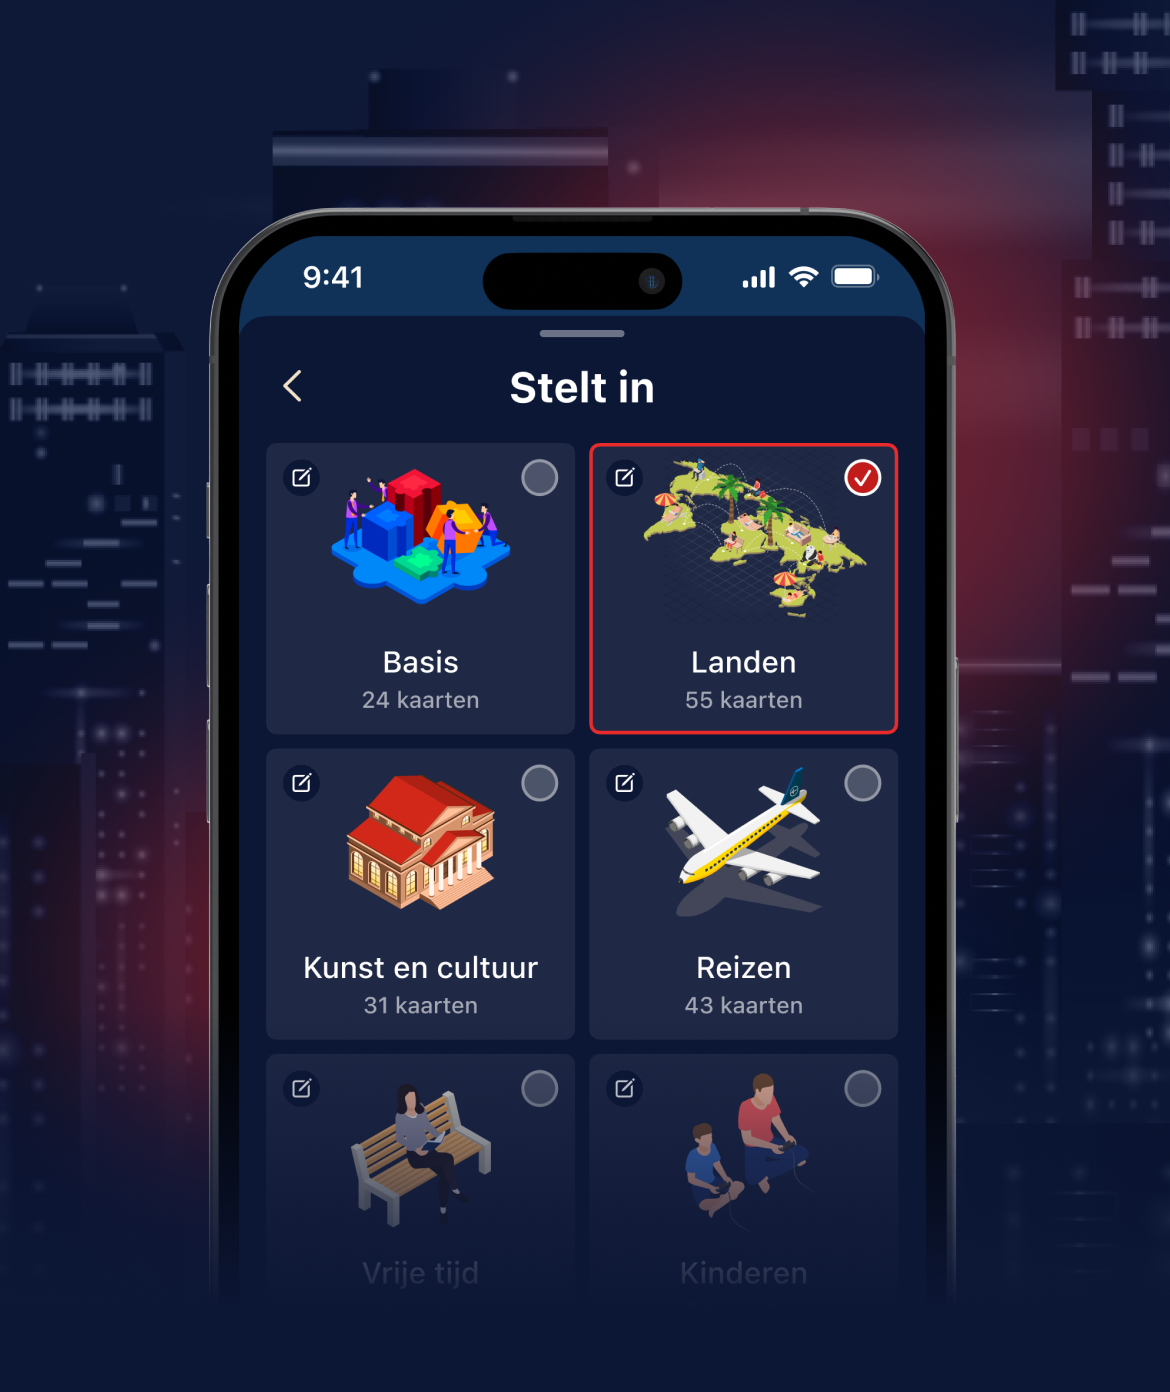 9:41
Stelt in
Basis
24 kaarten
Landen
55 kaarten
Kunst en cultuur
31 kaarten
Reizen
43 kaarten
Vrije tijd
Kinderen